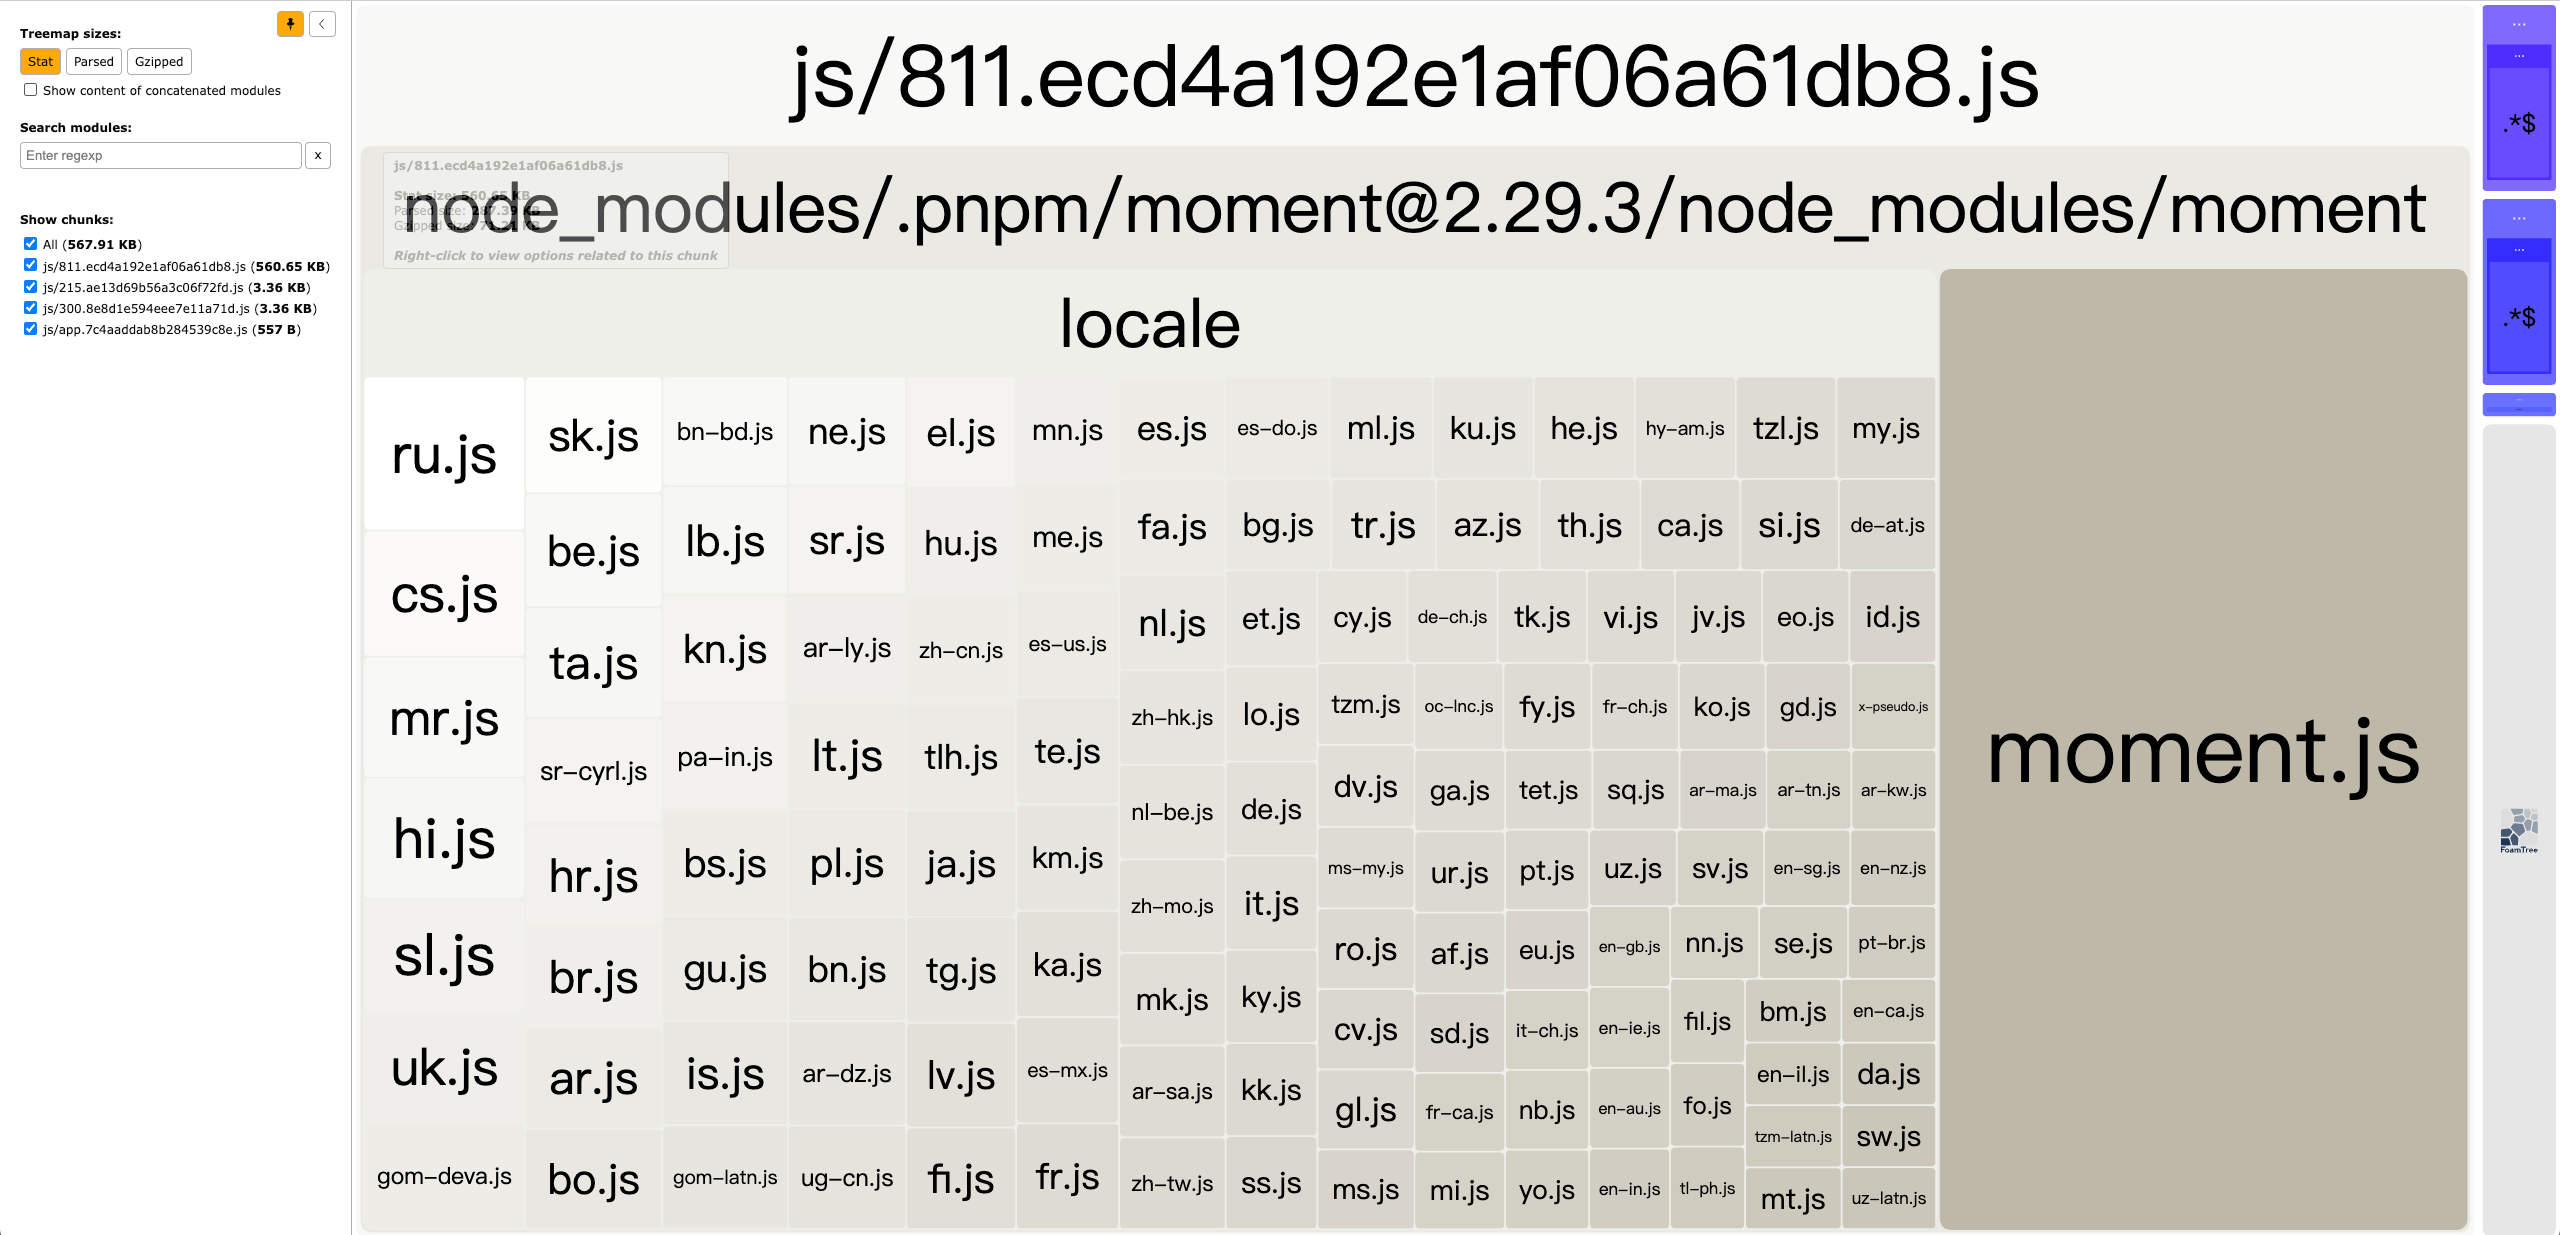 Treemap sizes:
Stat Parsed Gzipped
Show content of concatenated modules
Search modules:
Enter regexp x
Show chunks:
All (567.91 KB)
js/811.ecd4a192e1af06a61db8.js (560.65 KB)
js/215.ae13d69b56a3c06f72fd.js (3.36 KB)
js/300.8e8d1e594eee7e11a71d.js (3.36 KB)
js/app.7c4aaddab8b284539c8e.js (557 B)
js/811.ecd4a192e1af06a61db8.js
js/811.ecd4a192e1af06a61db8.js
Stat size: 560.65 KB
Parsed size: 287.39 KB
Gzipped size: 71.21 KB
Right-click to view options related to this chunk
node_modules/.pnpm/moment@2.29.3/node_modules/moment
locale
ru.js
cs.js
mr.js
hi.js
sl.js
uk.js
gom-deva.js
sk.js
be.js
ta.js
sr-cyrl.js
hr.js
br.js
ar.js
bo.js
bn-bd.js
lb.js
kn.js
pa-in.js
bs.js
gu.js
is.js
gom-latn.js
ne.js
sr.js
ar-ly.js
lt.js
pl.js
bn.js
ar-dz.js
ug-cn.js
el.js
hu.js
zh-cn.js
tlh.js
ja.js
tg.js
lv.js
fi.js
mn.js
me.js
es-us.js
te.js
km.js
ka.js
es-mx.js
fr.js
es.js
fa.js
nl.js
zh-hk.js
nl-be.js
zh-mo.js
mk.js
ar-sa.js
zh-tw.js
es-do.js
bg.js
et.js
lo.js
de.js
it.js
ky.js
kk.js
ss.js
ml.js ku.js he.js hy-am.js tzl.js my.js
tr.js az.js th.js ca.js si.js de-at.js
cy.js de-ch.js tk.js vi.js jv.js eo.js id.js
tzm.js oc-lnc.js fy.js fr-ch.js ko.js gd.js x-pseudo.js
dv.js ga.js tet.js sq.js ar-ma.js ar-tn.js ar-kw.js
ms-my.js ur.js pt.js uz.js sv.js en-sg.js en-nz.js
ro.js af.js eu.js en-gb.js nn.js se.js pt-br.js
cv.js sd.js it-ch.js en-ie.js fil.js bm.js en-ca.js
en-il.js da.js
gl.js fr-ca.js nb.js en-au.js fo.js
tzm-latn.js sw.js
ms.js mi.js yo.js en-in.js tl-ph.js mt.js uz-latn.js
moment.js
...
...
.*$
...
...
.*$
FoamTree